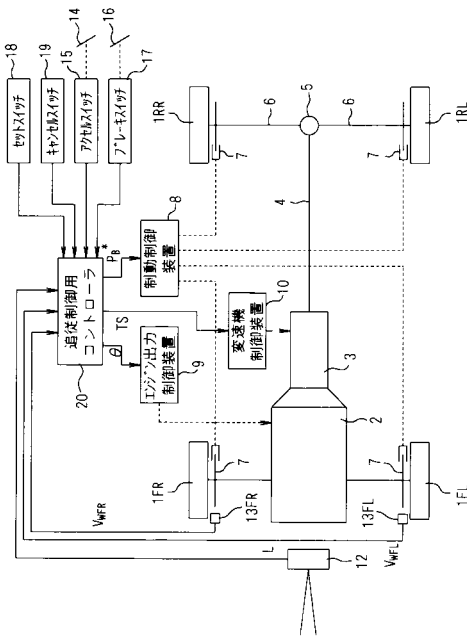 18
セットスイッチ
19
キャンセルスイッチ
15
アクセルスイッチ
14
17
ブレーキスイッチ
16
追従制御用
コントローラ
20
VWFR
VWFL
L
θ
TS
PB*
8
制動制御
装置
エンジン出力
制御装置
9
変速機
制御装置
10
1RR
6
5
6
1RL
7
7
4
3
2
1FR
7
13FR
7
13FL
1FL
12